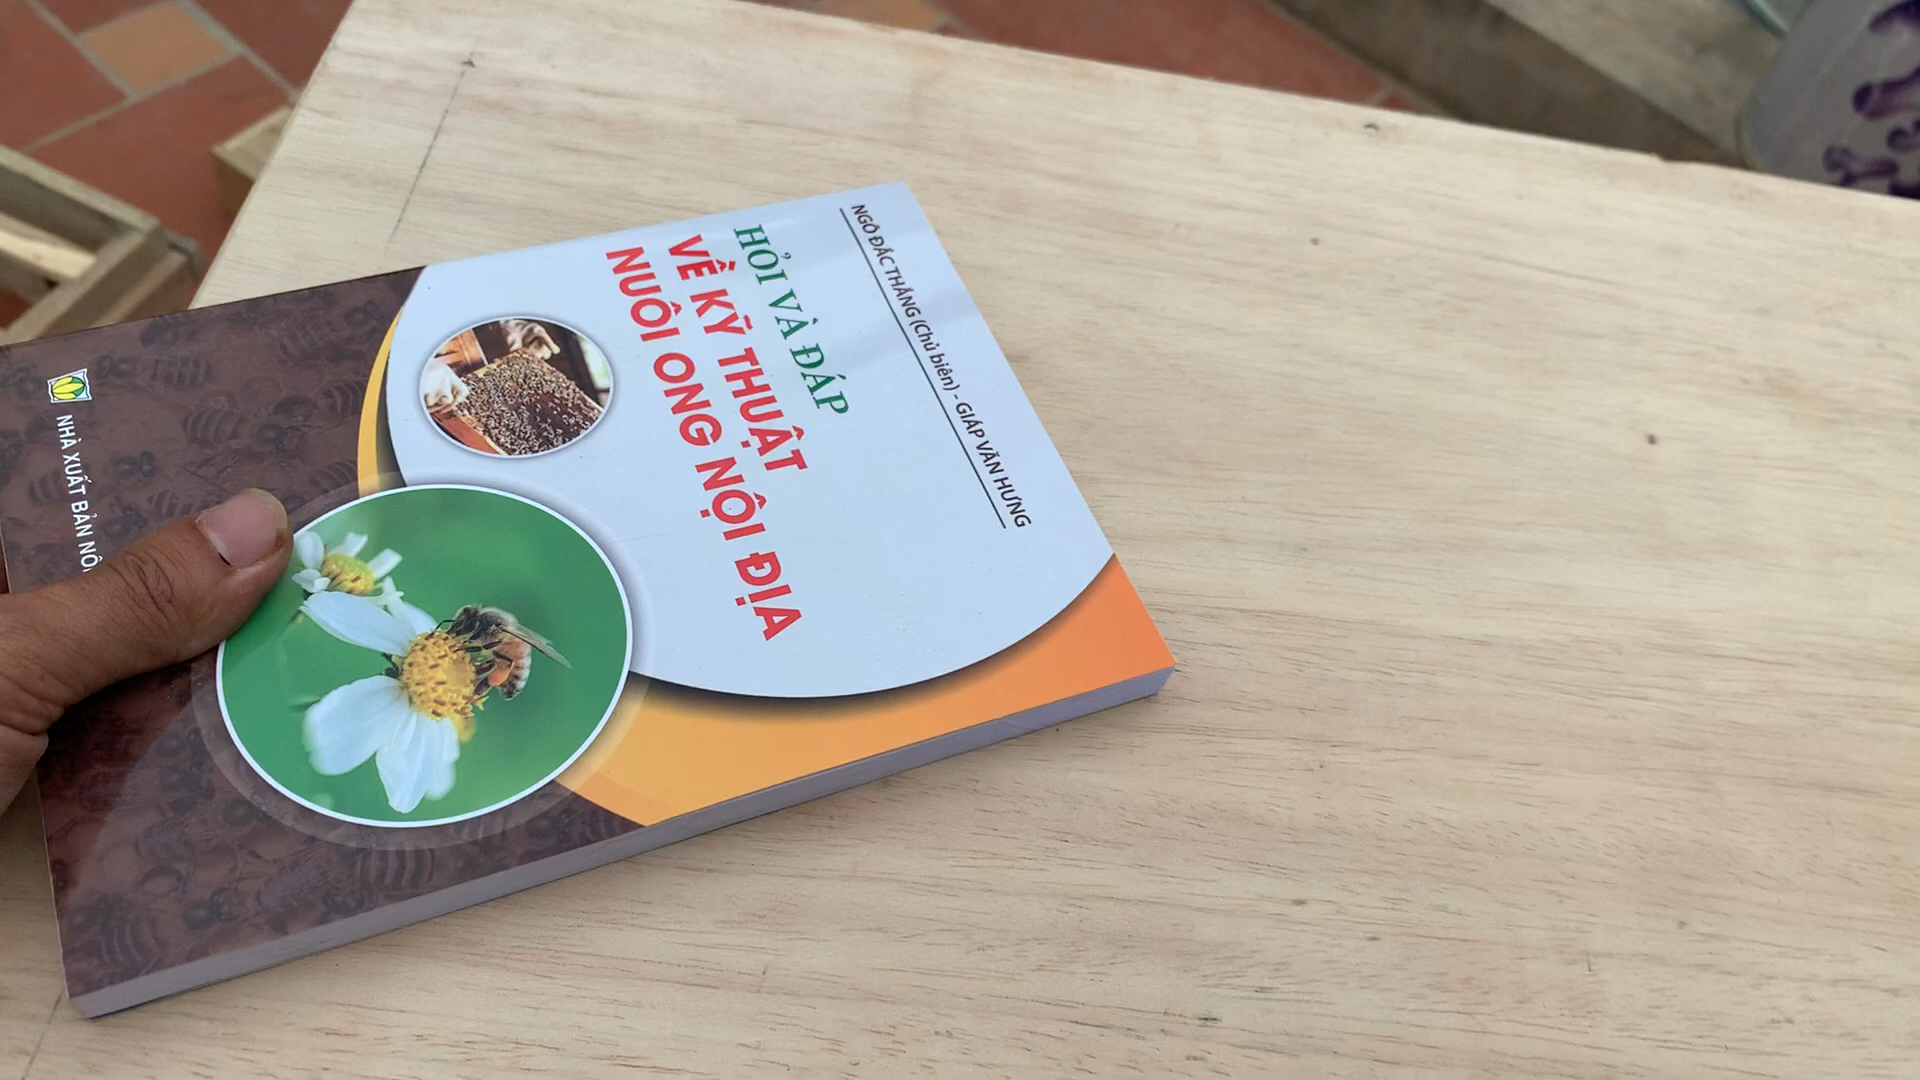 NGÔ ĐẮC THẮNG (Chủ biên) - GIÁP VĂN HƯNG
HỎI VÀ ĐÁP
VỀ KỸ THUẬT
NUÔI ONG NỘI ĐỊA
NHÀ XUẤT BẢN